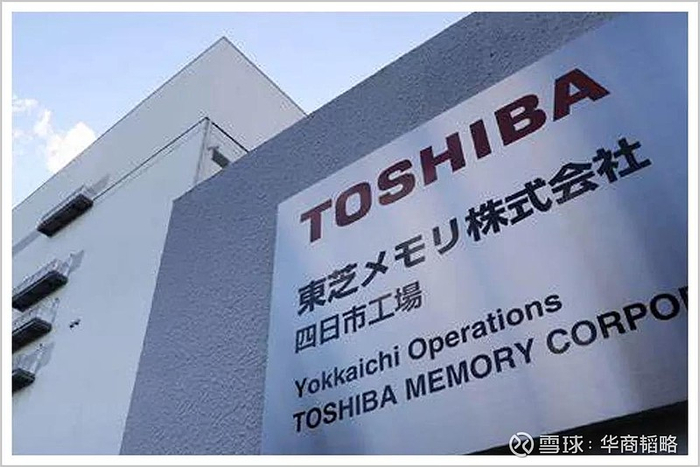 TOSHIBA
東芝メモリ株式会社
四日市工場
Yokkaichi Operations
TOSHIBA MEMORY CORPO
雪球:华商韬略